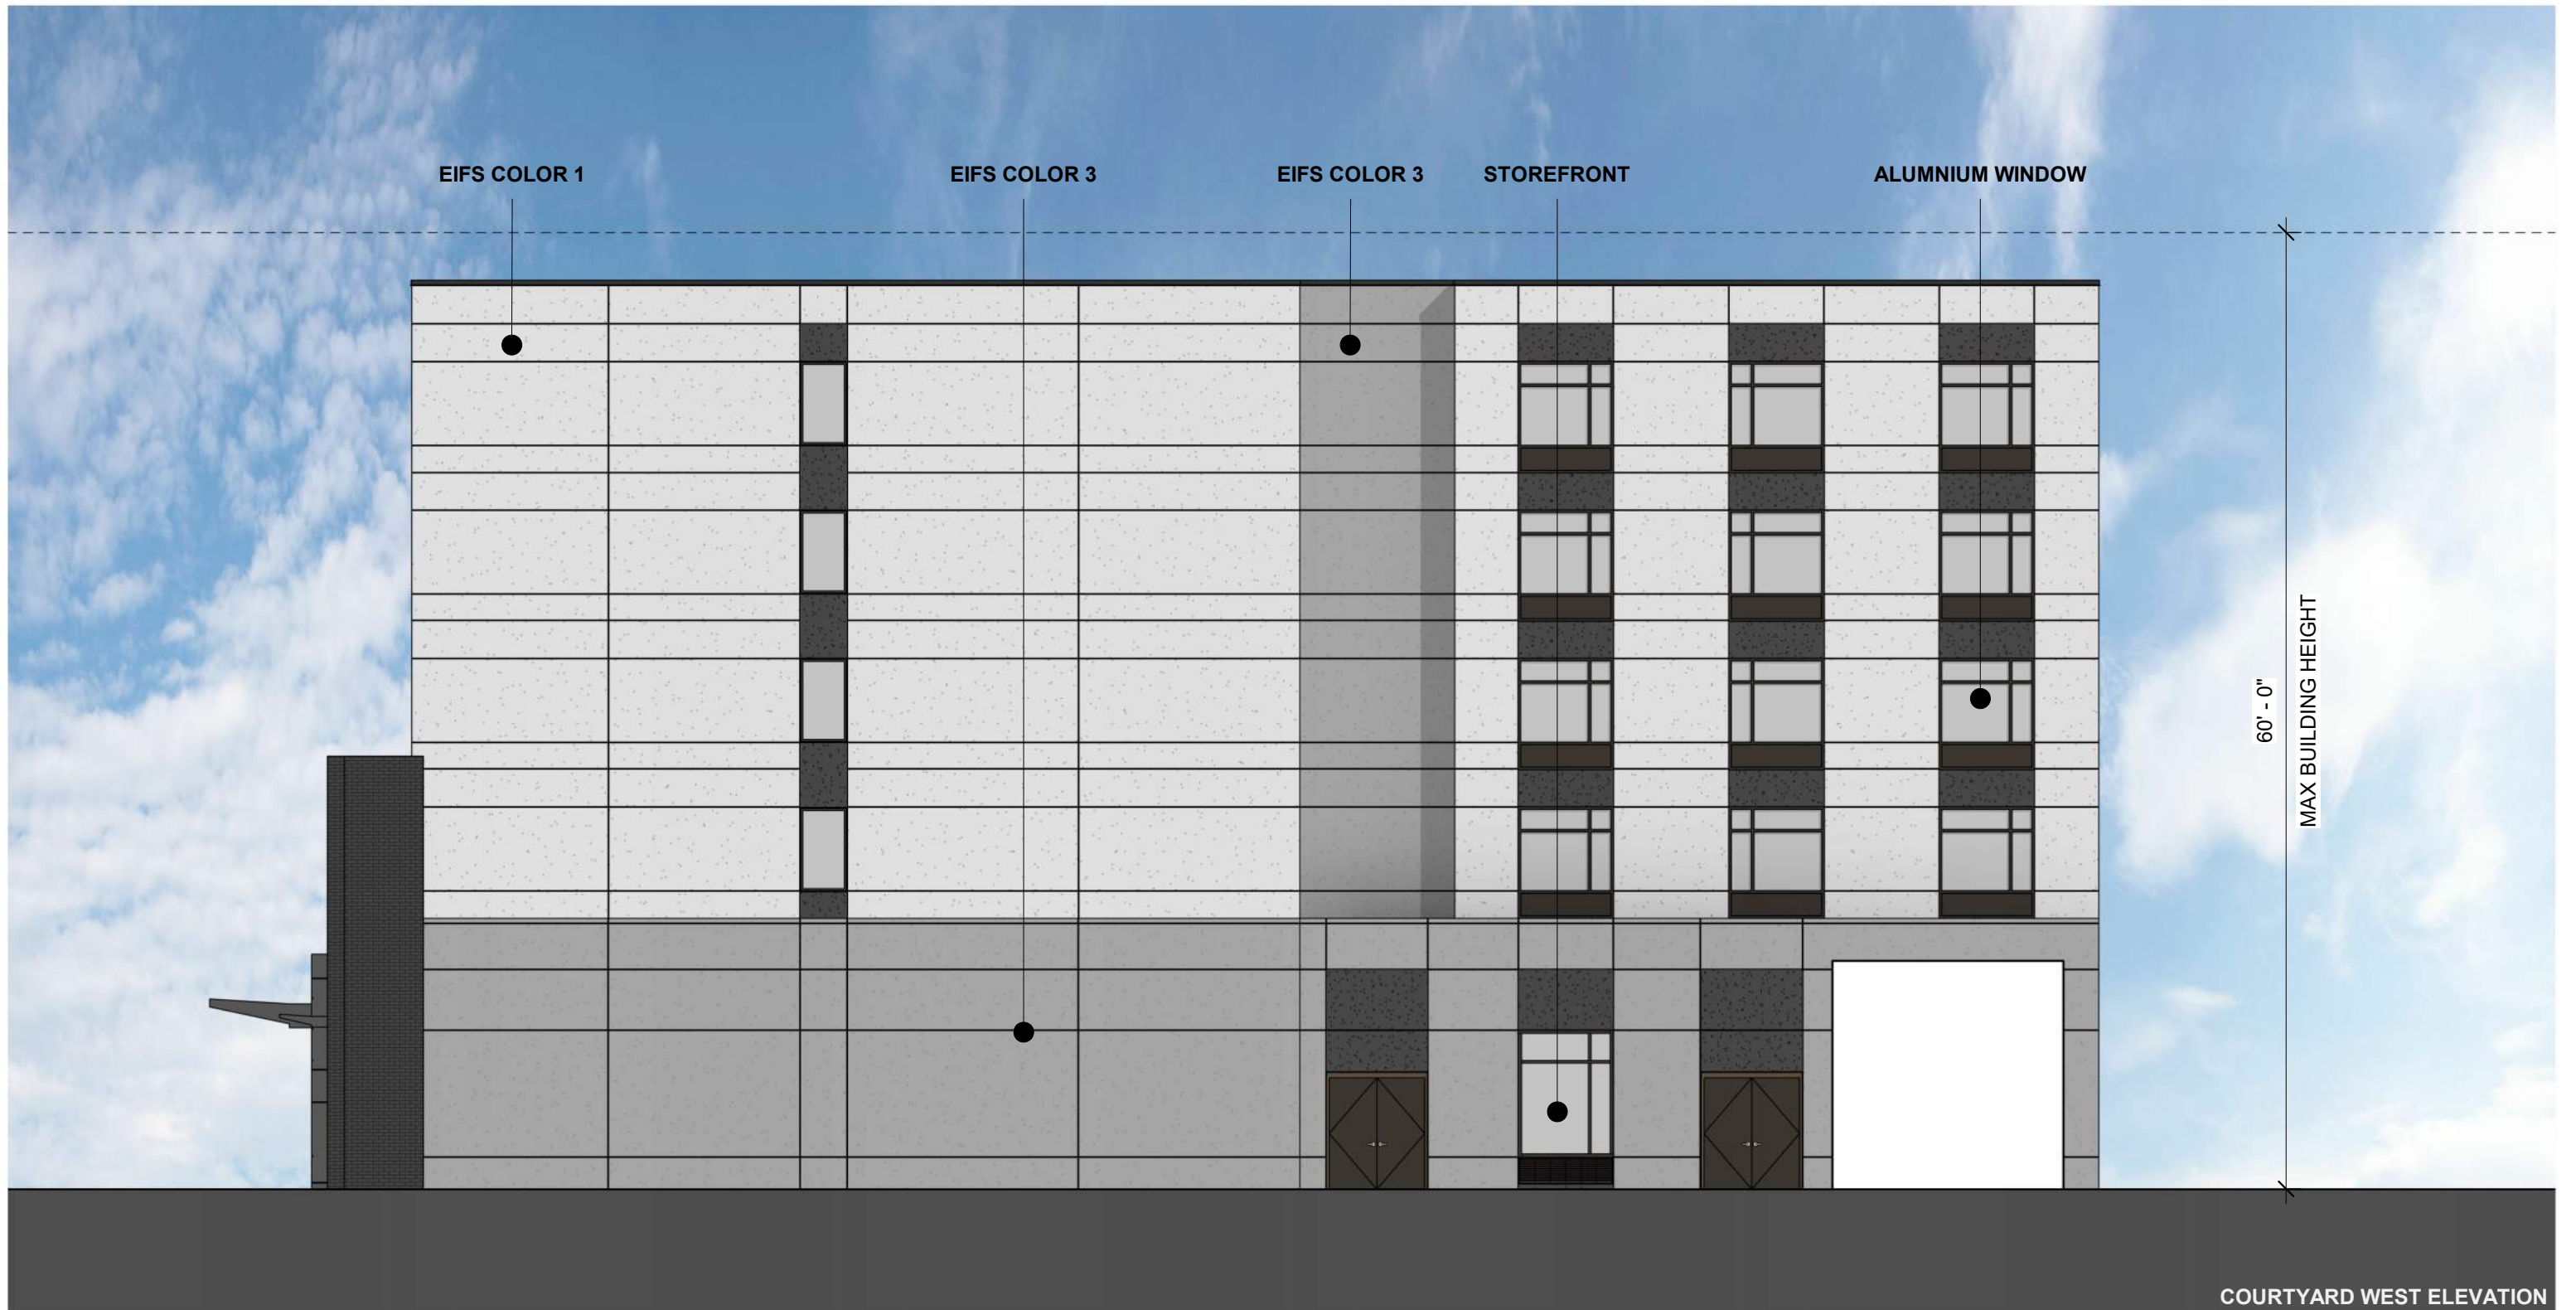 EIFS COLOR 1
EIFS COLOR 3
EIFS COLOR 3
STOREFRONT
ALUMNIUM WINDOW
60' - 0"
MAX BUILDING HEIGHT
COURTYARD WEST ELEVATION